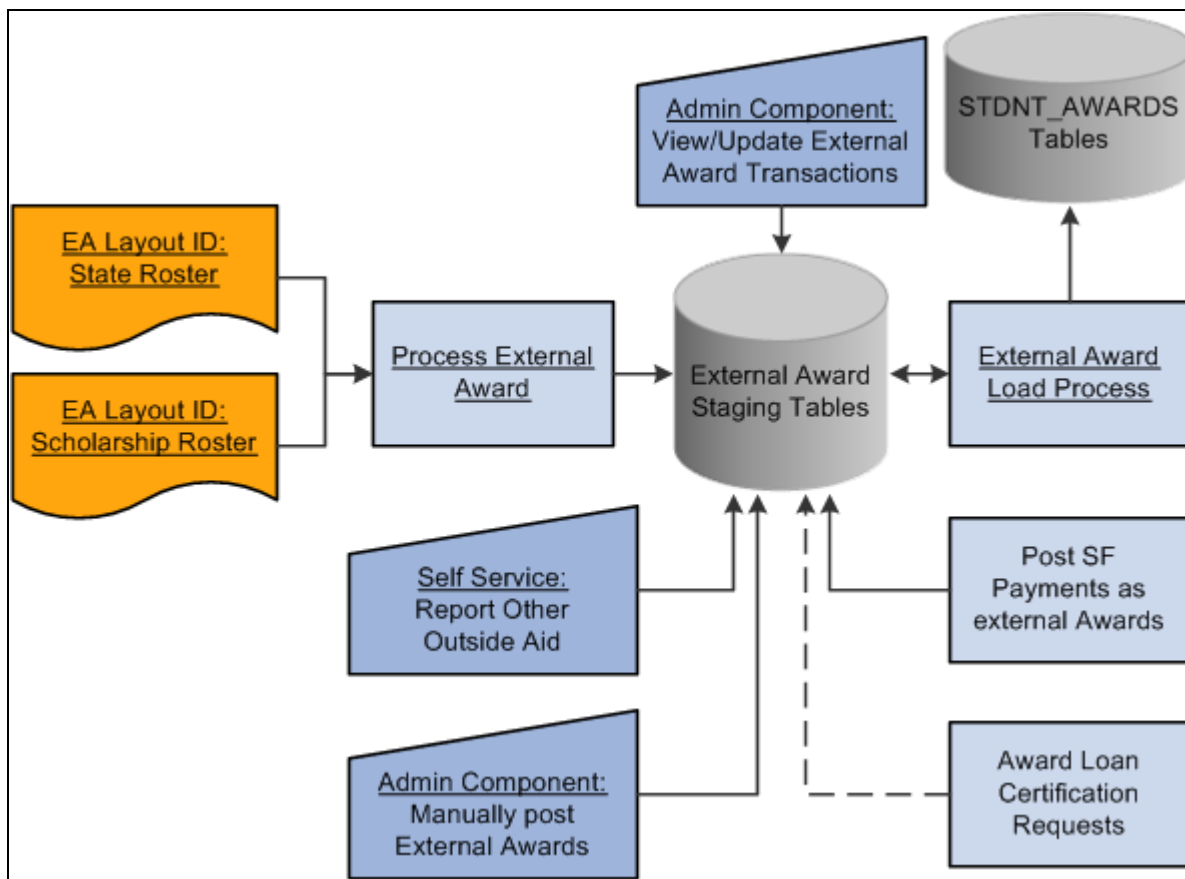 Admin Component:
View/Update External
Award Transactions
STDNT_AWARDS
Tables
EA Layout ID:
State Roster
EA Layout ID:
Scholarship Roster
Process External
Award
External Award
Staging Tables
External Award
Load Process
Self Service:
Report Other
Outside Aid
Post SF
Payments as
external Awards
Admin Component:
Manually post
External Awards
Award Loan
Certification
Requests